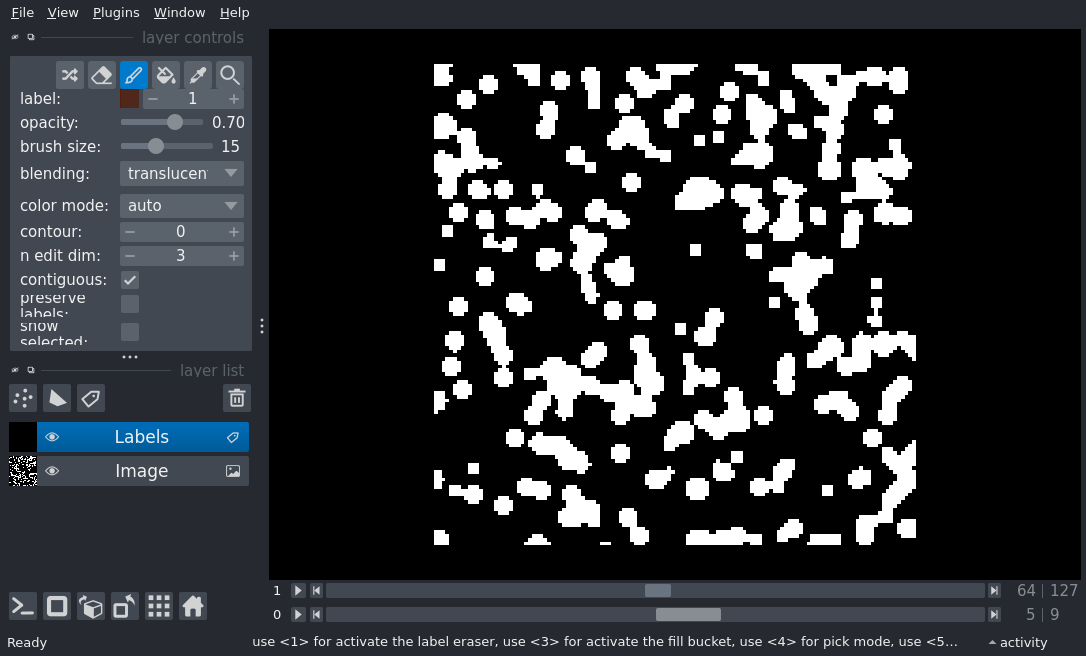 File View Plugins Window Help
layer controls
label: 1
opacity: 0.70
brush size: 15
blending: translucen
color mode: auto
contour: 0
n edit dim: 3
contiguous:
preserve
labels:
show
selected:
layer list
Labels
Image
1 64 | 127
0 5 | 9
Ready use <1> for activate the label eraser, use <3> for activate the fill bucket, use <4> for pick mode, use <5... activity